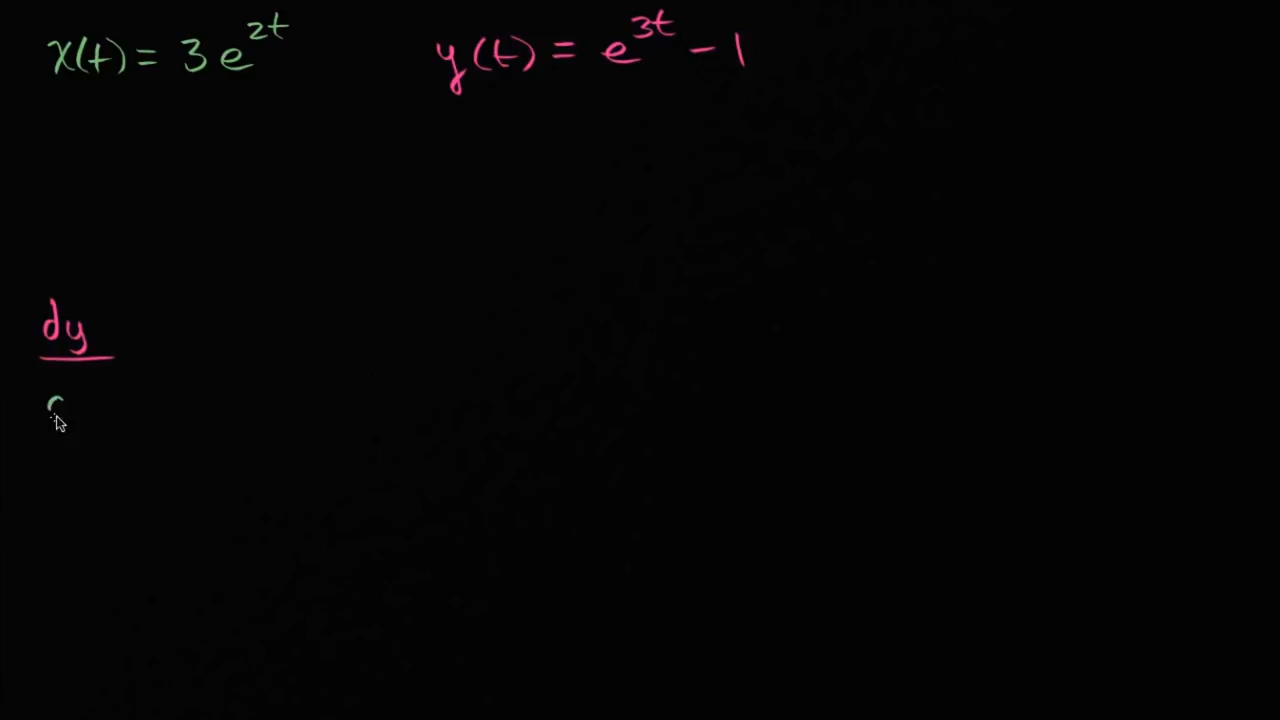 x(t) = 3e^{2t}
y(t) = e^{3t} - 1
dy